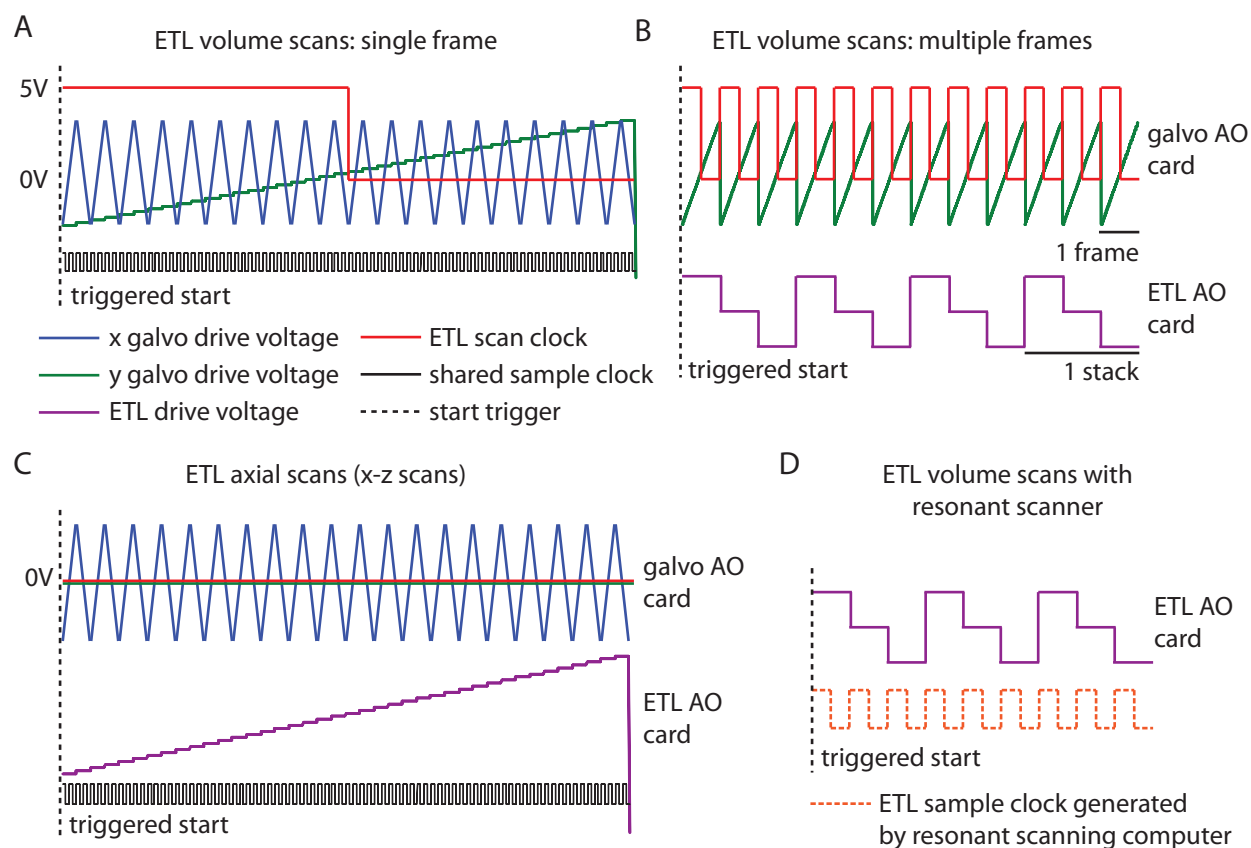 A
ETL volume scans: single frame
5V
0V
triggered start
x galvo drive voltage
y galvo drive voltage
ETL drive voltage
ETL scan clock
shared sample clock
start trigger
B
ETL volume scans: multiple frames
galvo AO
card
1 frame
ETL AO
card
triggered start
1 stack
C
ETL axial scans (x-z scans)
0V
galvo AO
card
ETL AO
card
triggered start
D
ETL volume scans with
resonant scanner
ETL AO
card
triggered start
ETL sample clock generated
by resonant scanning computer